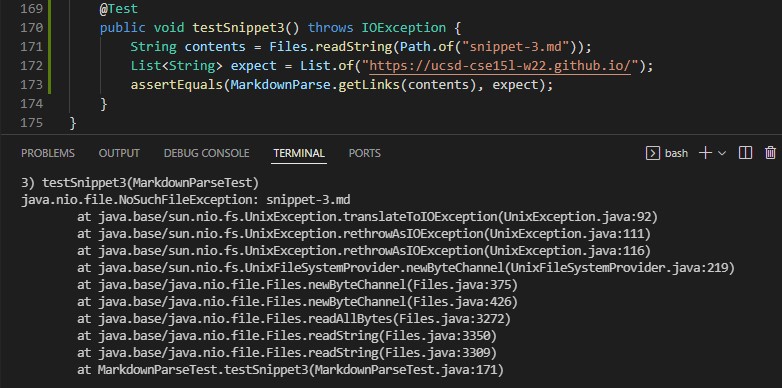 169 @Test
170 public void testSnippet3() throws IOException {
171 String contents = Files.readString(Path.of("snippet-3.md"));
172 List<String> expect = List.of("https://ucsd-cse15l-w22.github.io/");
173 assertEquals(MarkdownParse.getLinks(contents), expect);
174 }
175 }
PROBLEMS OUTPUT DEBUG CONSOLE TERMINAL PORTS bash
3) testSnippet3(MarkdownParseTest)
java.nio.file.NoSuchFileException: snippet-3.md
at java.base/sun.nio.fs.UnixException.translateToIOException(UnixException.java:92)
at java.base/sun.nio.fs.UnixException.rethrowAsIOException(UnixException.java:111)
at java.base/sun.nio.fs.UnixException.rethrowAsIOException(UnixException.java:116)
at java.base/sun.nio.fs.UnixFileSystemProvider.newByteChannel(UnixFileSystemProvider.java:219)
at java.base/java.nio.file.Files.newByteChannel(Files.java:375)
at java.base/java.nio.file.Files.newByteChannel(Files.java:426)
at java.base/java.nio.file.Files.readAllBytes(Files.java:3272)
at java.base/java.nio.file.Files.readString(Files.java:3350)
at java.base/java.nio.file.Files.readString(Files.java:3309)
at MarkdownParseTest.testSnippet3(MarkdownParseTest.java:171)